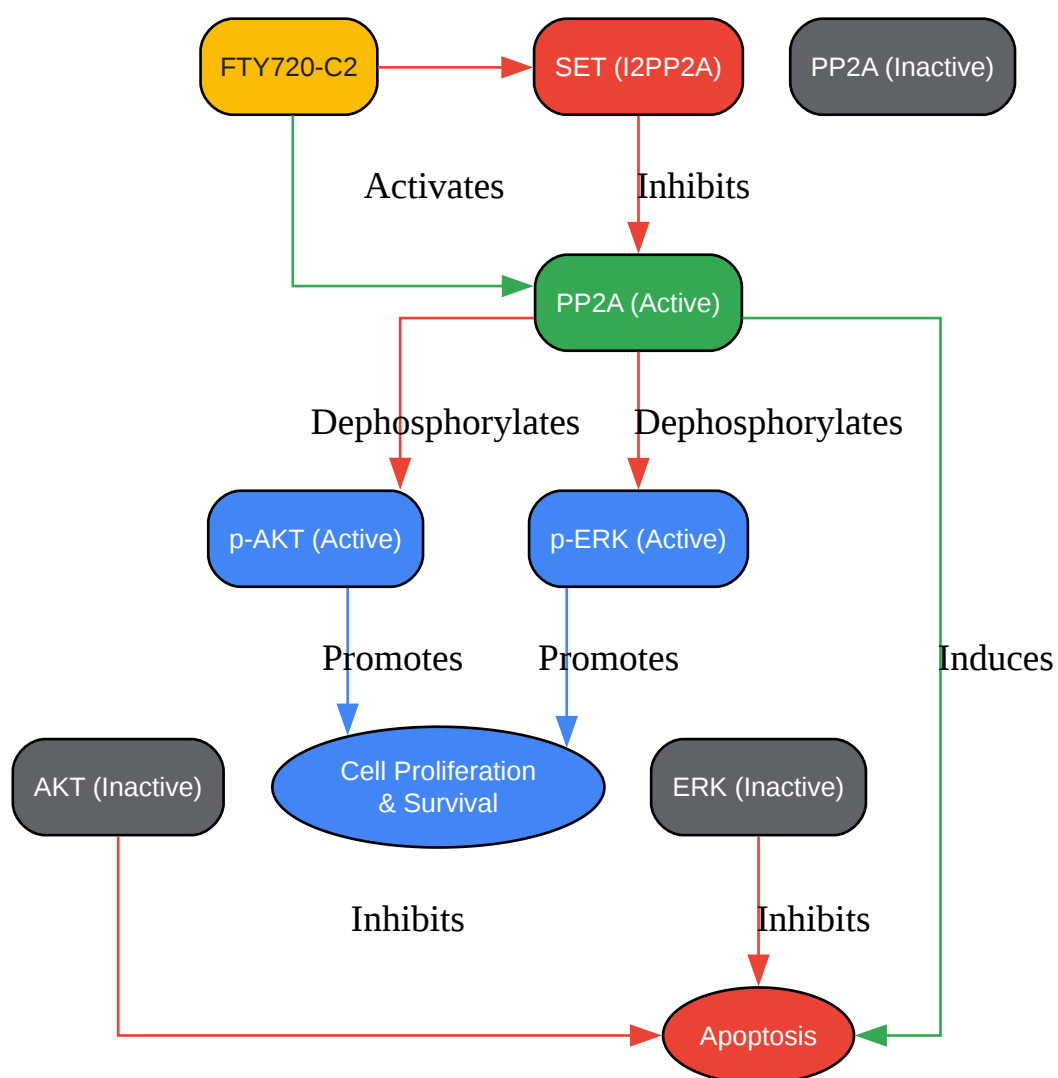 FTY720-C2
SET (I2PP2A)
PP2A (Inactive)
Activates
Inhibits
PP2A (Active)
Dephosphorylates
Dephosphorylates
p-AKT (Active)
p-ERK (Active)
Promotes
Promotes
Induces
AKT (Inactive)
Cell Proliferation
& Survival
ERK (Inactive)
Inhibits
Inhibits
Apoptosis